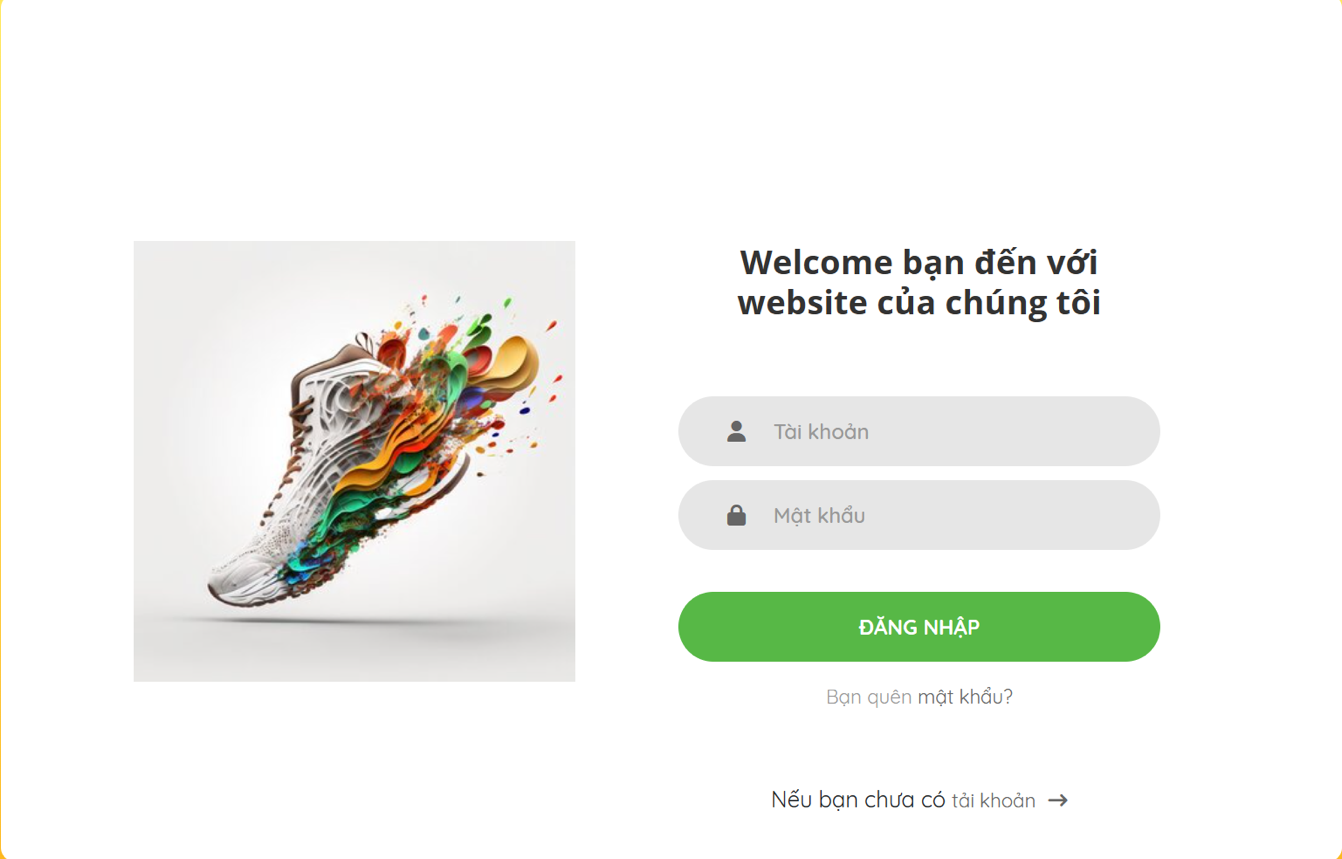 Welcome bạn đến với
website của chúng tôi
Tài khoản
Mật khẩu
ĐĂNG NHẬP
Bạn quên mật khẩu?
Nếu bạn chưa có tải khoản